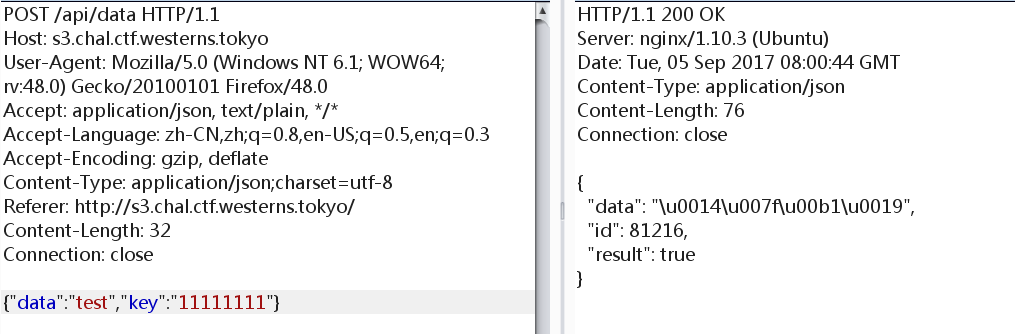 POST /api/data HTTP/1.1
Host: s3.chal.ctf.westerns.tokyo
User-Agent: Mozilla/5.0 (Windows NT 6.1; WOW64;
rv:48.0) Gecko/20100101 Firefox/48.0
Accept: application/json, text/plain, */*
Accept-Language: zh-CN,zh;q=0.8,en-US;q=0.5,en;q=0.3
Accept-Encoding: gzip, deflate
Content-Type: application/json;charset=utf-8
Referer: http://s3.chal.ctf.westerns.tokyo/
Content-Length: 32
Connection: close

{"data":"test","key":"11111111"}
HTTP/1.1 200 OK
Server: nginx/1.10.3 (Ubuntu)
Date: Tue, 05 Sep 2017 08:00:44 GMT
Content-Type: application/json
Content-Length: 76
Connection: close

{
  "data": "\u0014\u007f\u00b1\u0019",
  "id": 81216,
  "result": true
}